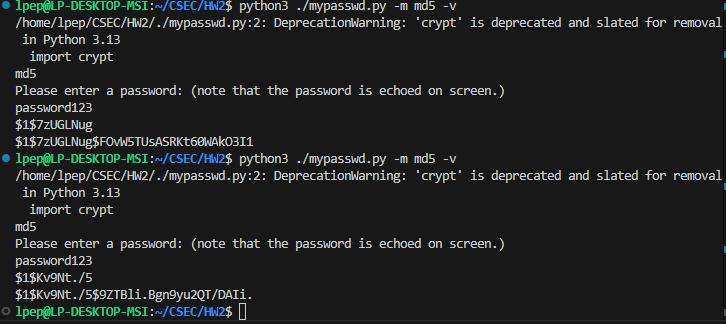 lpep@LP-DESKTOP-MSI:~/CSEC/HW2$ python3 ./mypasswd.py -m md5 -v
/home/lpep/CSEC/HW2/./mypasswd.py:2: DeprecationWarning: 'crypt' is deprecated and slated for removal
 in Python 3.13
  import crypt
md5
Please enter a password: (note that the password is echoed on screen.)
password123
$1$7zUGLNug
$1$7zUGLNug$FOvW5TUsASRKt60WAkO3I1
lpep@LP-DESKTOP-MSI:~/CSEC/HW2$ python3 ./mypasswd.py -m md5 -v
/home/lpep/CSEC/HW2/./mypasswd.py:2: DeprecationWarning: 'crypt' is deprecated and slated for removal
 in Python 3.13
  import crypt
md5
Please enter a password: (note that the password is echoed on screen.)
password123
$1$Kv9Nt./5
$1$Kv9Nt./5$9ZTBli.Bgn9yu2QT/DAIi.
lpep@LP-DESKTOP-MSI:~/CSEC/HW2$